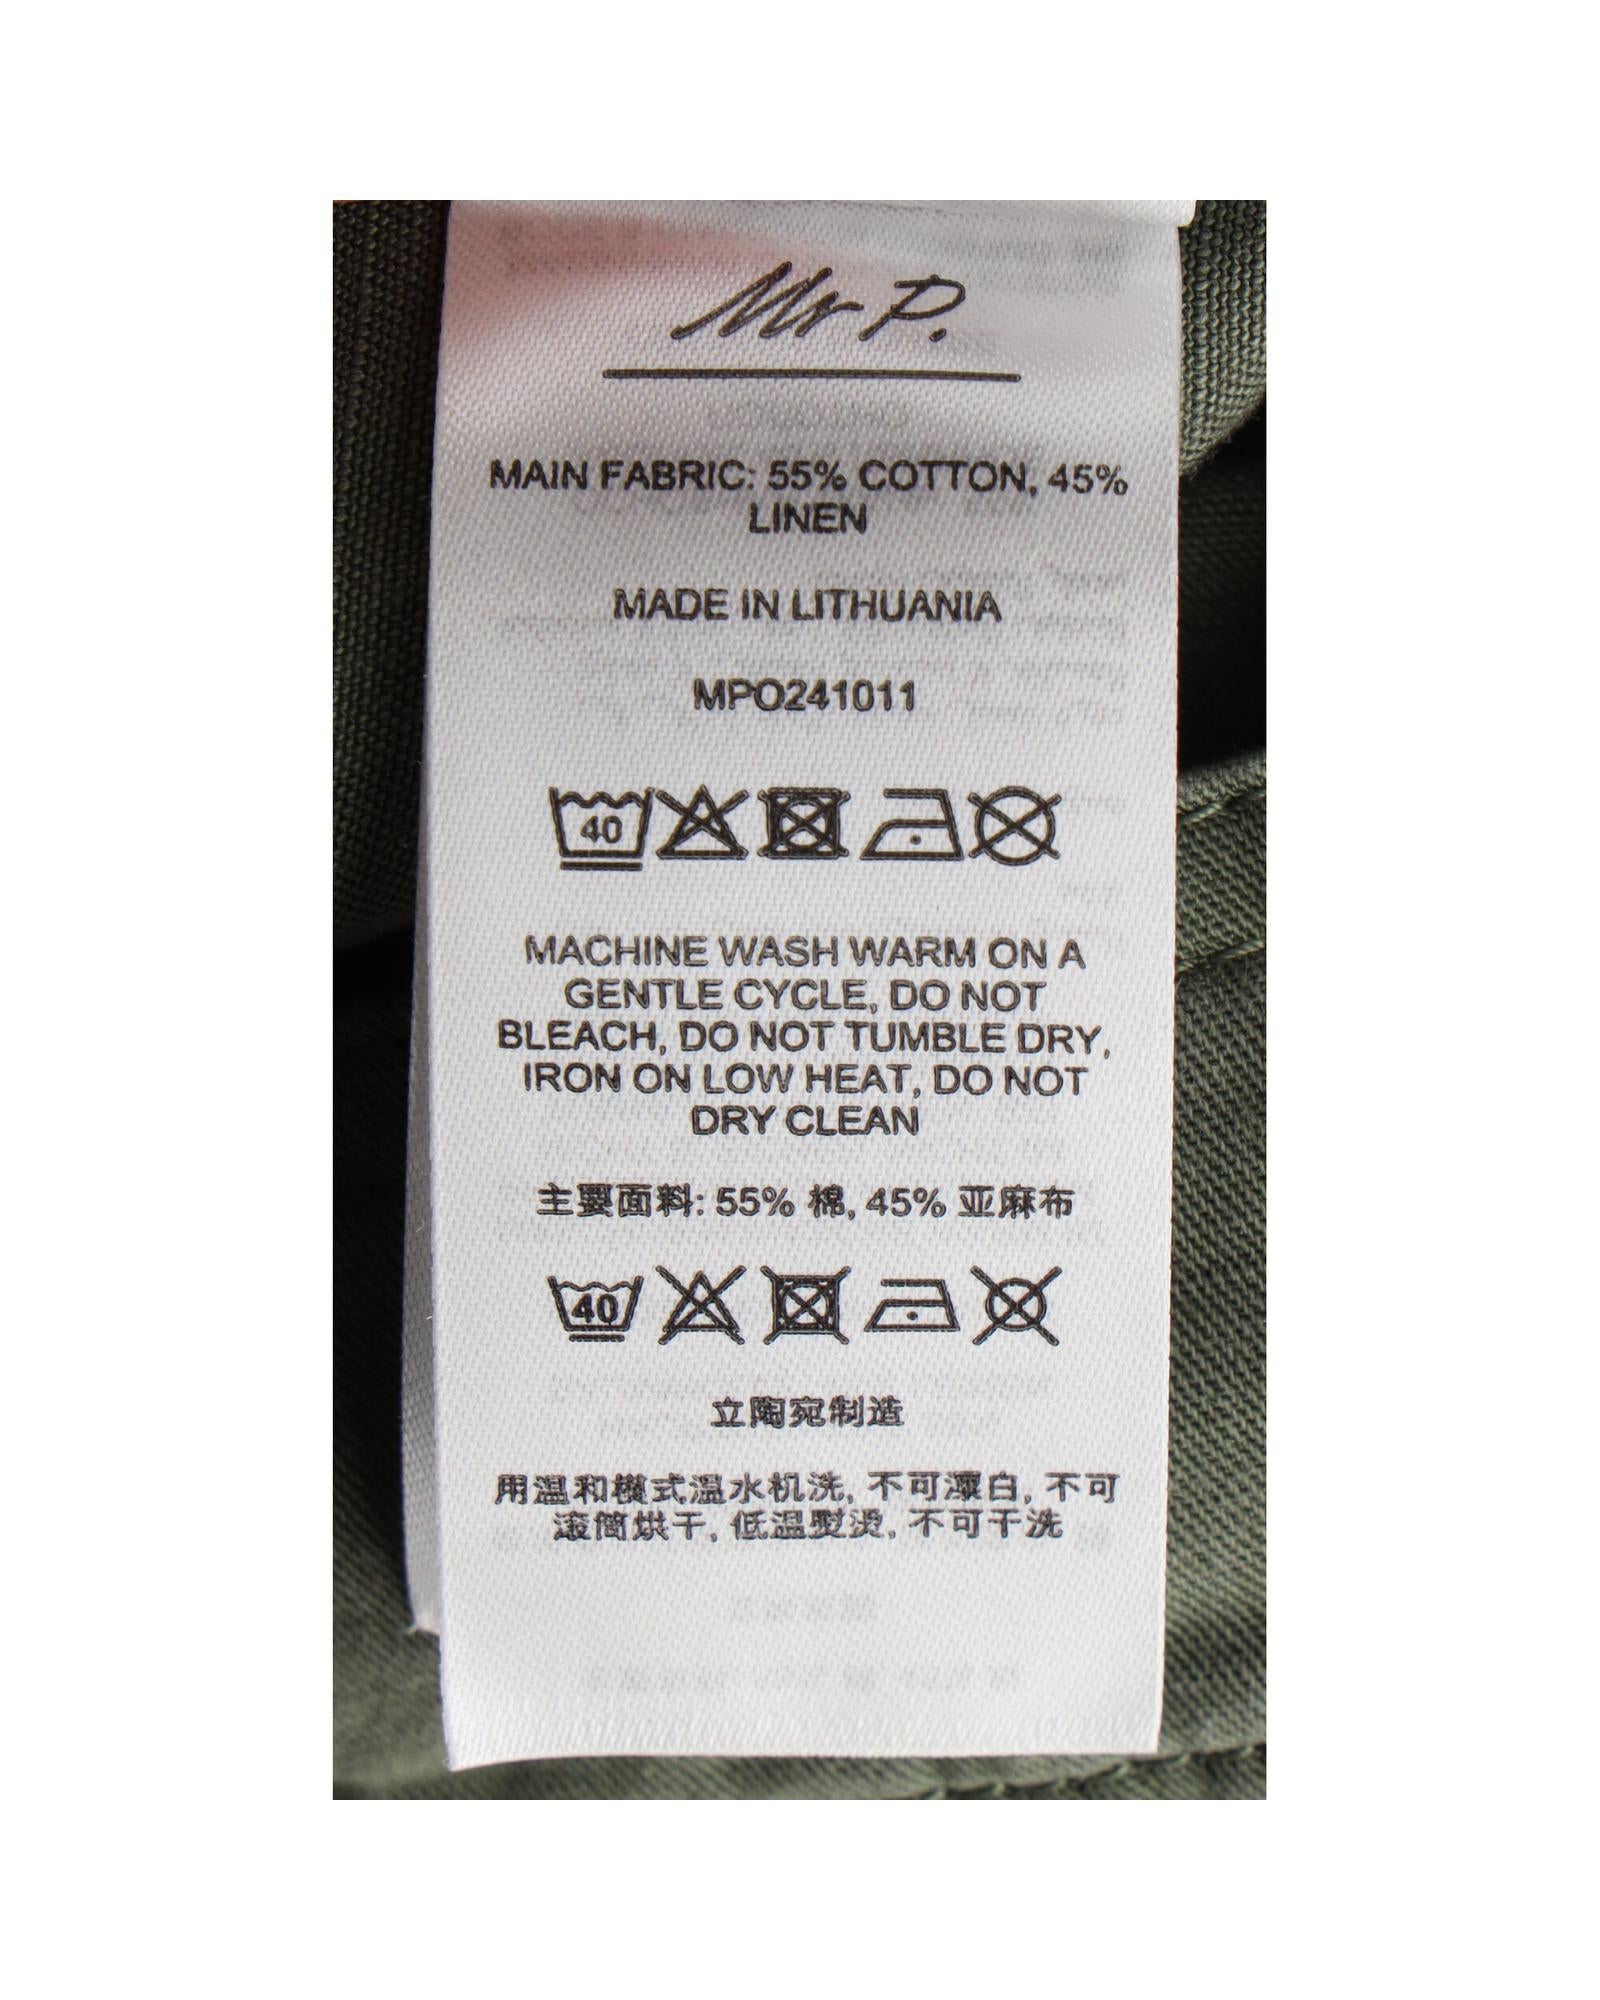 Mr P.
MAIN FABRIC: 55% COTTON, 45%
LINEN
MADE IN LITHUANIA
MPO241011
40
MACHINE WASH WARM ON A
GENTLE CYCLE, DO NOT
BLEACH, DO NOT TUMBLE DRY,
IRON ON LOW HEAT, DO NOT
DRY CLEAN
主要面料: 55% 棉, 45% 亚麻布
40
立陶宛制造
用温和模式温水机洗, 不可漂白, 不可
滚筒烘干, 低温熨烫, 不可干洗